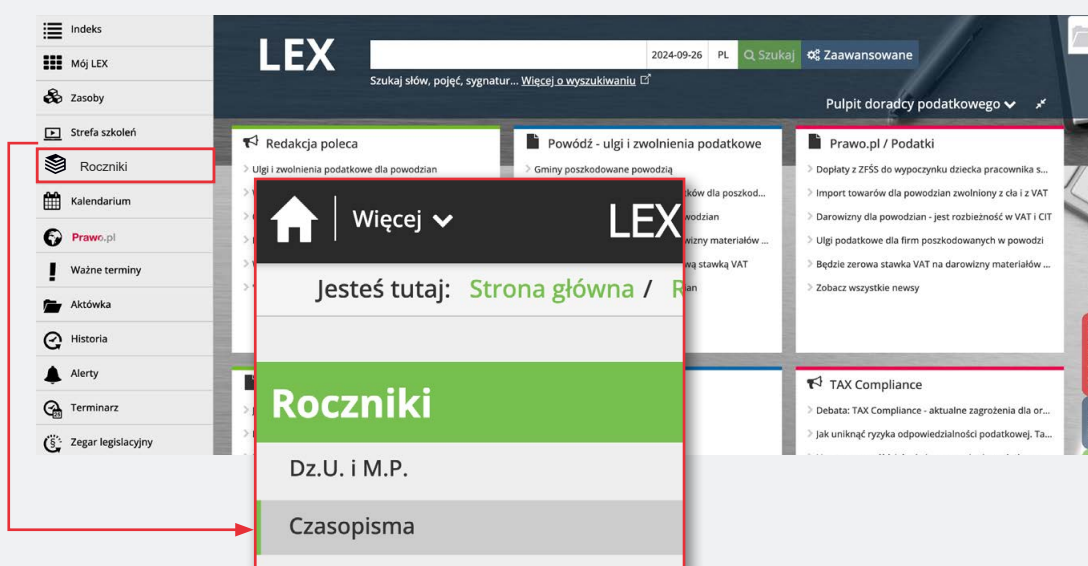 Indeks
Mój LEX
Zasoby
Strefa szkoleń
Roczniki
Kalendarium
Prawo.pl
Ważne terminy
Aktówka
Historia
Alerty
Terminarz
Zegar legislacyjny
LEX
2024-09-26 PL Szukaj Zaawansowane
Szukaj słów, pojęć, sygnatur... Więcej o wyszukiwaniu
Pulpit doradcy podatkowego
Redakcja poleca
Ulgi i zwolnienia podatkowe dla powodzian
Powódź - ulgi i zwolnienia podatkowe
Gminy poszkodowane powodzią
dla poszkod...
materiałów ...
stawką VAT
Prawo.pl / Podatki
Dopłaty z ZFŚS do wypoczynku dziecka pracownika s...
Import towarów dla powodzian zwolniony z cła i z VAT
Darowizny dla powodzian - jest rozbieżność w VAT i CIT
Ulgi podatkowe dla firm poszkodowanych w powodzi
Będzie zerowa stawka VAT na darowizny materiałów ...
Zobacz wszystkie newsy
TAX Compliance
Debata: TAX Compliance - aktualne zagrożenia dla or...
Jak uniknąć ryzyka odpowiedzialności podatkowej. Ta...
Więcej LEX
Jesteś tutaj: Strona główna / R
Roczniki
Dz.U. i M.P.
Czasopisma